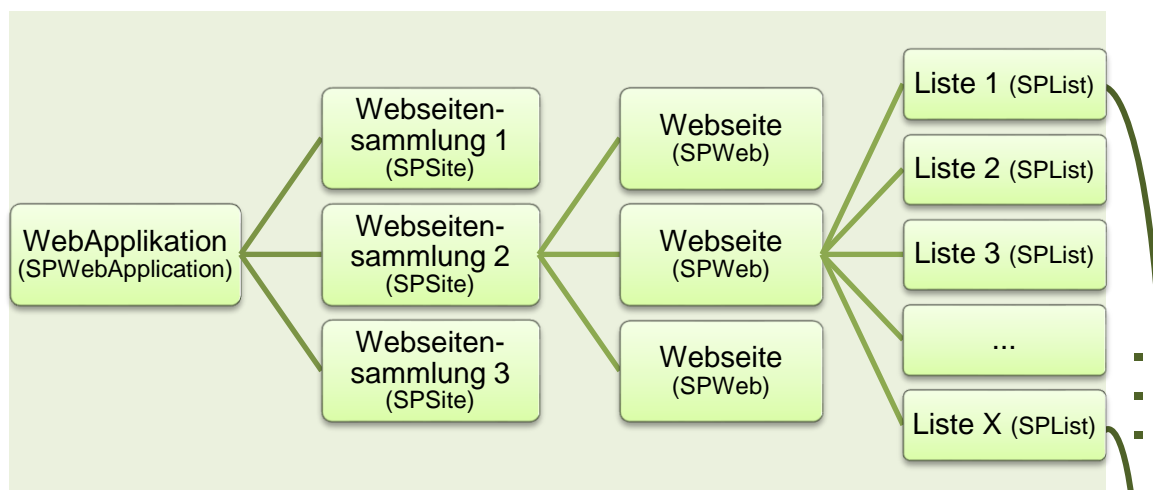 WebApplikation
(SPWebApplication)
Webseiten-
sammlung 1
(SPSite)
Webseiten-
sammlung 2
(SPSite)
Webseiten-
sammlung 3
(SPSite)
Webseite
(SPWeb)
Webseite
(SPWeb)
Webseite
(SPWeb)
Liste 1 (SPList)
Liste 2 (SPList)
Liste 3 (SPList)
...
Liste X (SPList)